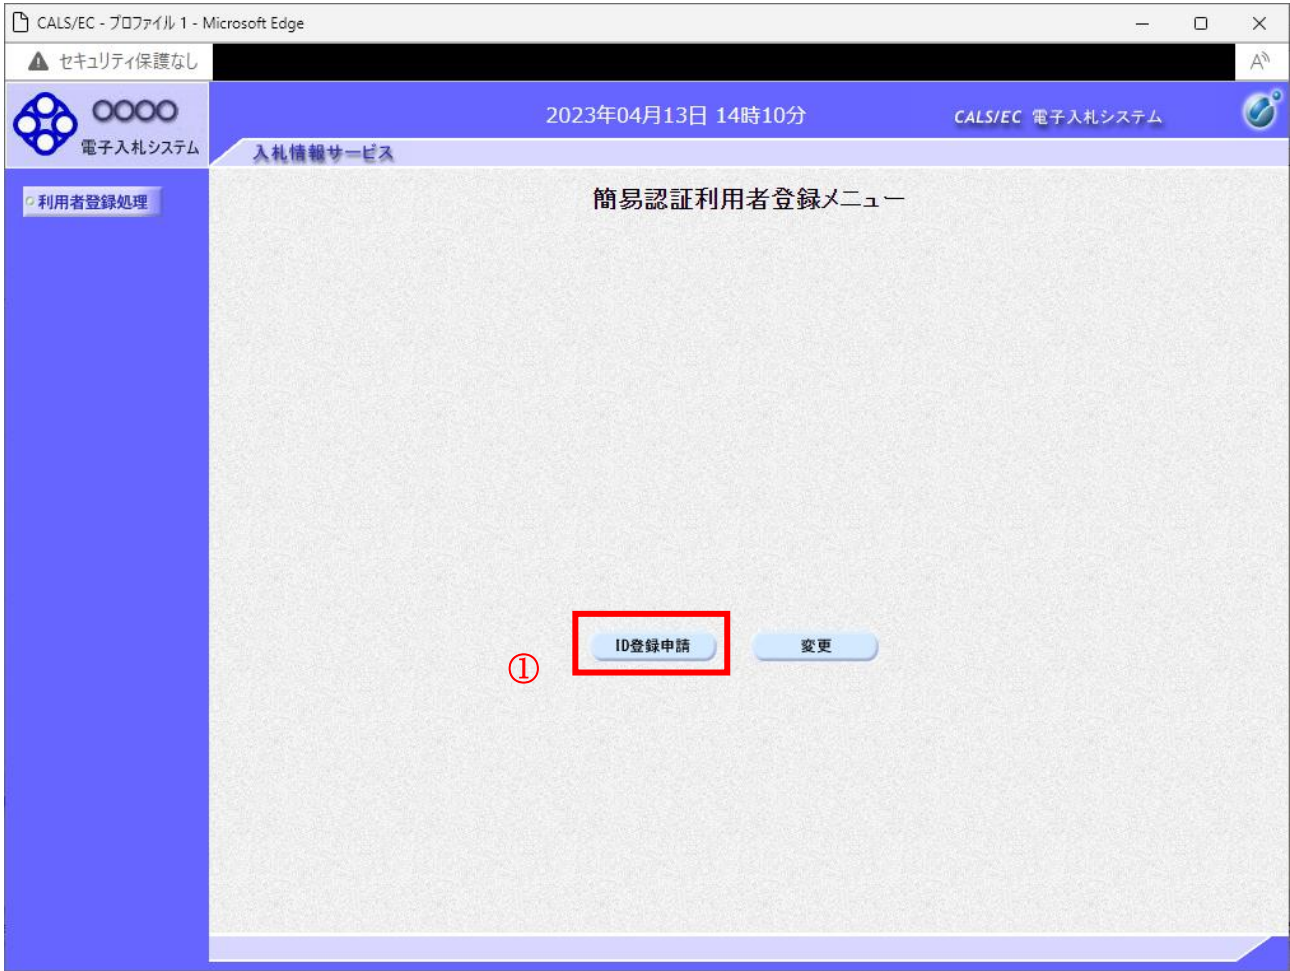 CALS/EC - プロファイル 1 - Microsoft Edge
セキュリティ保護なし
○○○○
電子入札システム
2023年04月13日 14時10分
CALS/EC 電子入札システム
入札情報サービス
利用者登録処理
簡易認証利用者登録メニュー
①
ID登録申請
変更